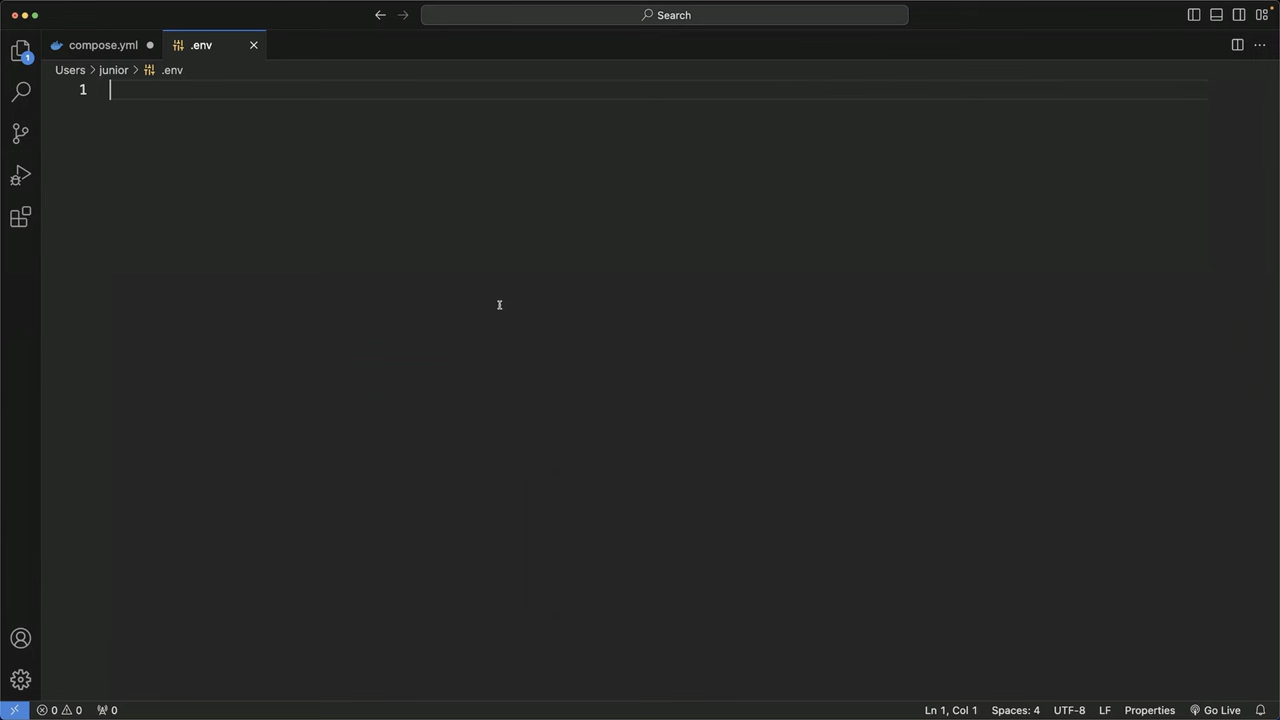 Search
compose.yml
.env
Users > junior > .env
1
1
0 0 0
Ln 1, Col 1 Spaces: 4 UTF-8 LF Properties Go Live